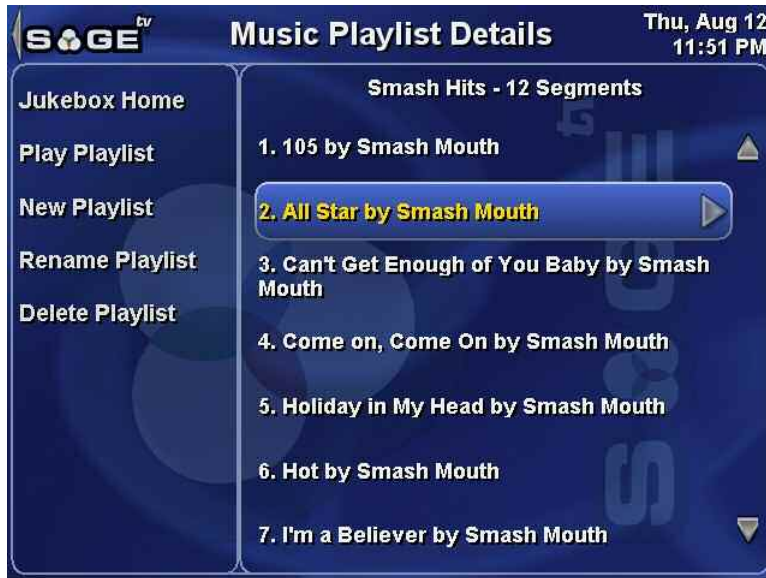 SAGE tv
Music Playlist Details
Thu, Aug 12
11:51 PM
Jukebox Home
Play Playlist
New Playlist
Rename Playlist
Delete Playlist
Smash Hits - 12 Segments
1. 105 by Smash Mouth
2. All Star by Smash Mouth
3. Can't Get Enough of You Baby by Smash
Mouth
4. Come on, Come On by Smash Mouth
5. Holiday in My Head by Smash Mouth
6. Hot by Smash Mouth
7. I'm a Believer by Smash Mouth
SAGE tv